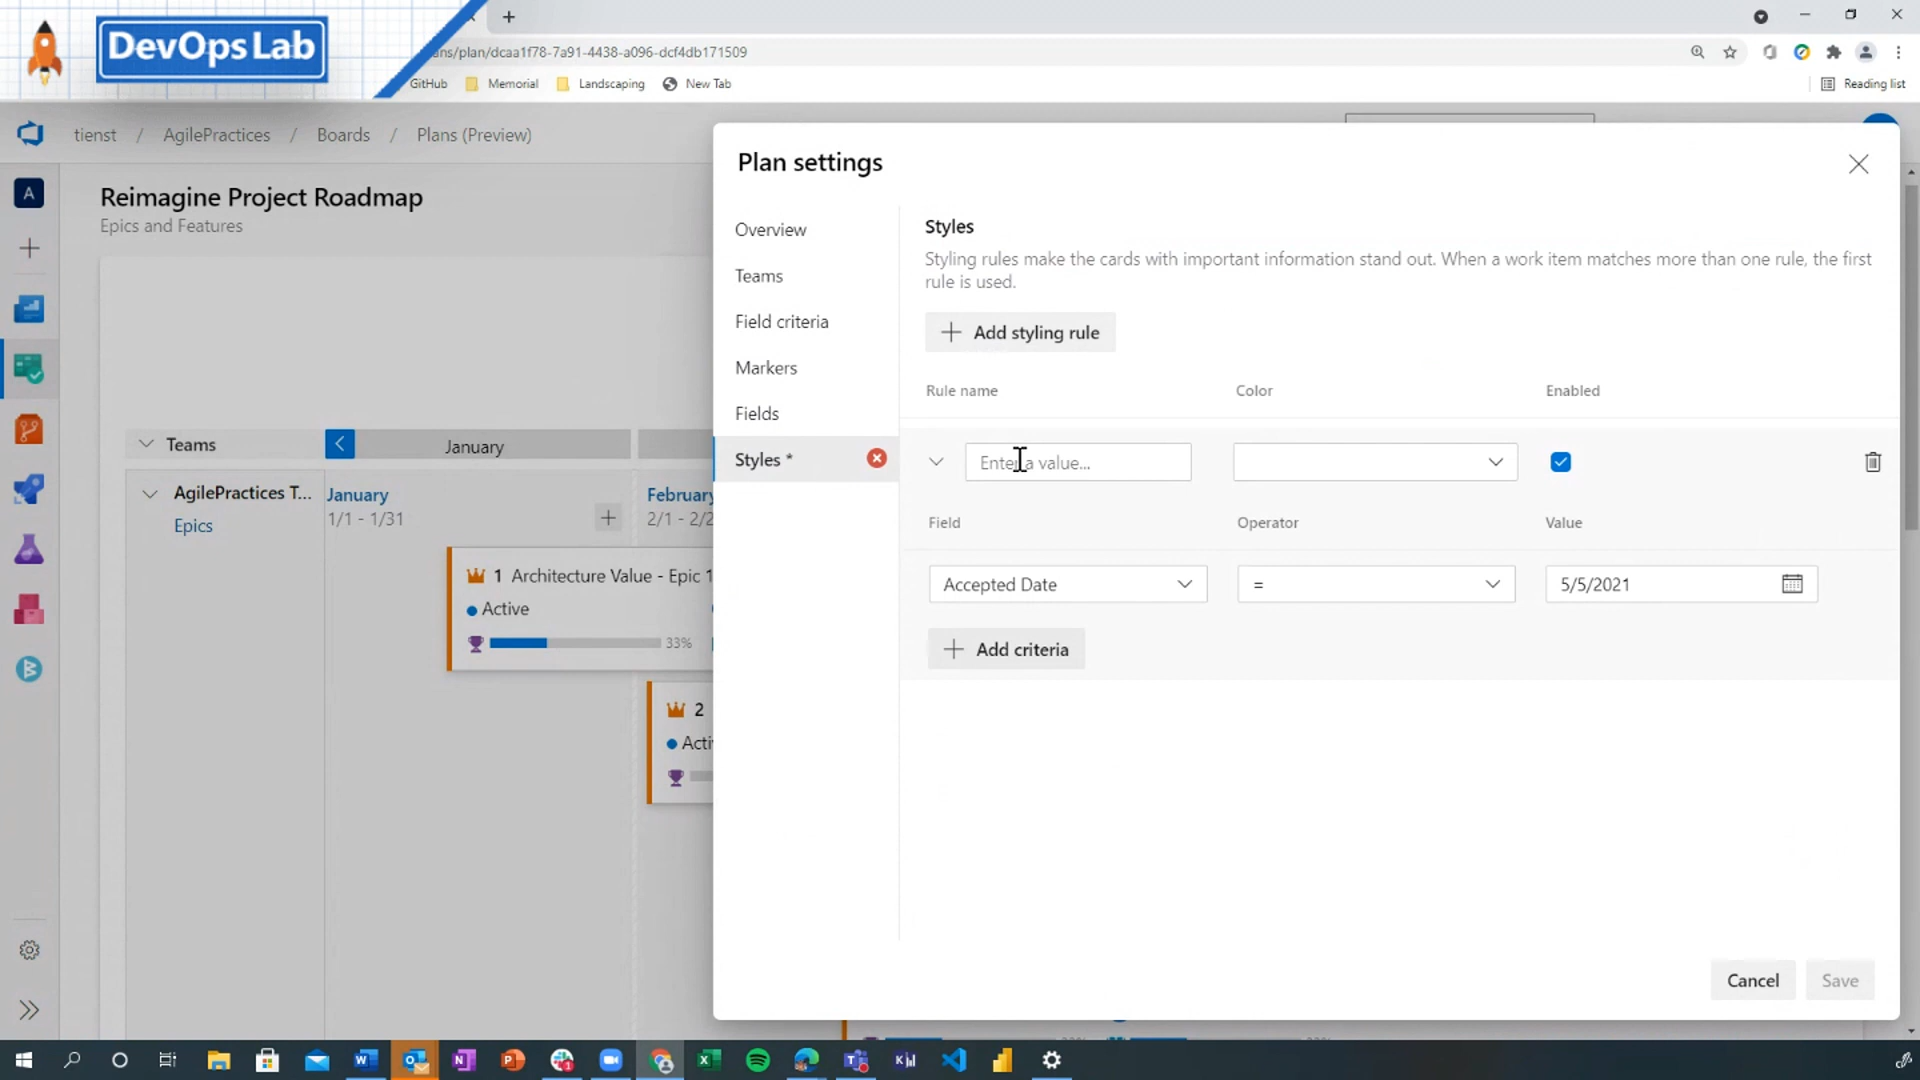 DevOps Lab
ans/plan/dcaa1f78-7a91-4438-a096-dcf4db171509
GitHub
Memorial
Landscaping
New Tab
Reading list
tienst / AgilePractices / Boards / Plans (Preview)
A
Reimagine Project Roadmap
Epics and Features
Teams
January
AgilePractices T...
Epics
January
1/1 - 1/31
February
2/1 - 2/2
1 Architecture Value - Epic 1
Active
33%
2
Acti
Plan settings
Overview
Teams
Field criteria
Markers
Fields
Styles *
Styles
Styling rules make the cards with important information stand out. When a work item matches more than one rule, the first
rule is used.
Add styling rule
Rule name
Color
Enabled
Enter a value...
Field
Operator
Value
Accepted Date
=
5/5/2021
Add criteria
Cancel
Save